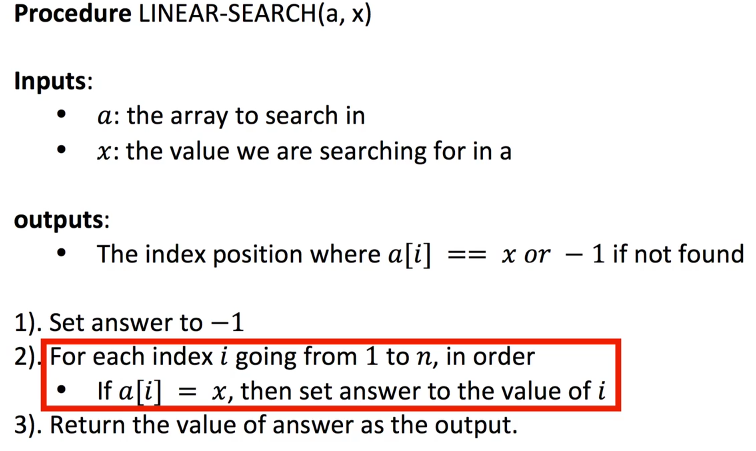 Procedure LINEAR-SEARCH(a, x)
Inputs:
• a: the array to search in
• x: the value we are searching for in a
outputs:
• The index position where a[i] == x or − 1 if not found
1). Set answer to −1
2). For each index i going from 1 to n, in order
• If a[i] = x, then set answer to the value of i
3). Return the value of answer as the output.